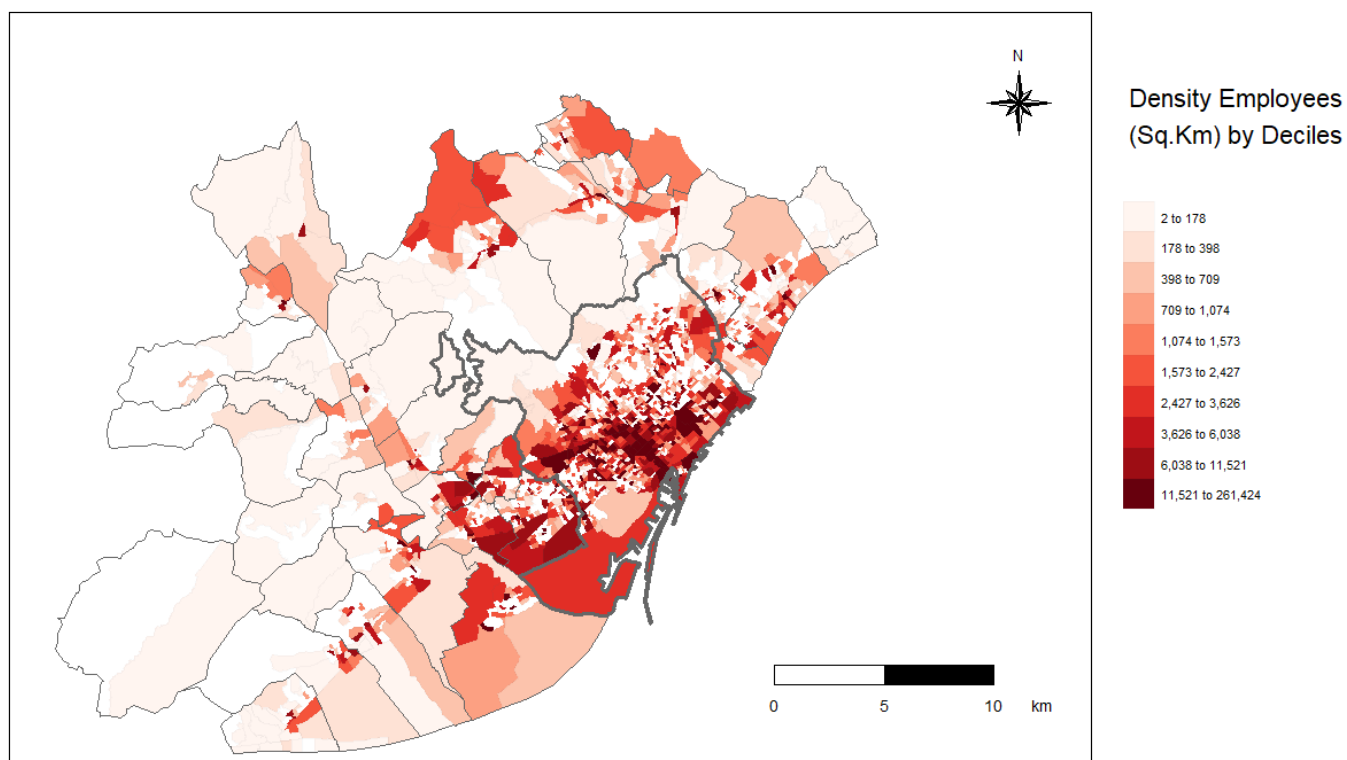 N
Density Employees
(Sq.Km) by Deciles
2 to 178
178 to 398
398 to 709
709 to 1,074
1,074 to 1,573
1,573 to 2,427
2,427 to 3,626
3,626 to 6,038
6,038 to 11,521
11,521 to 261,424
0 5 10 km